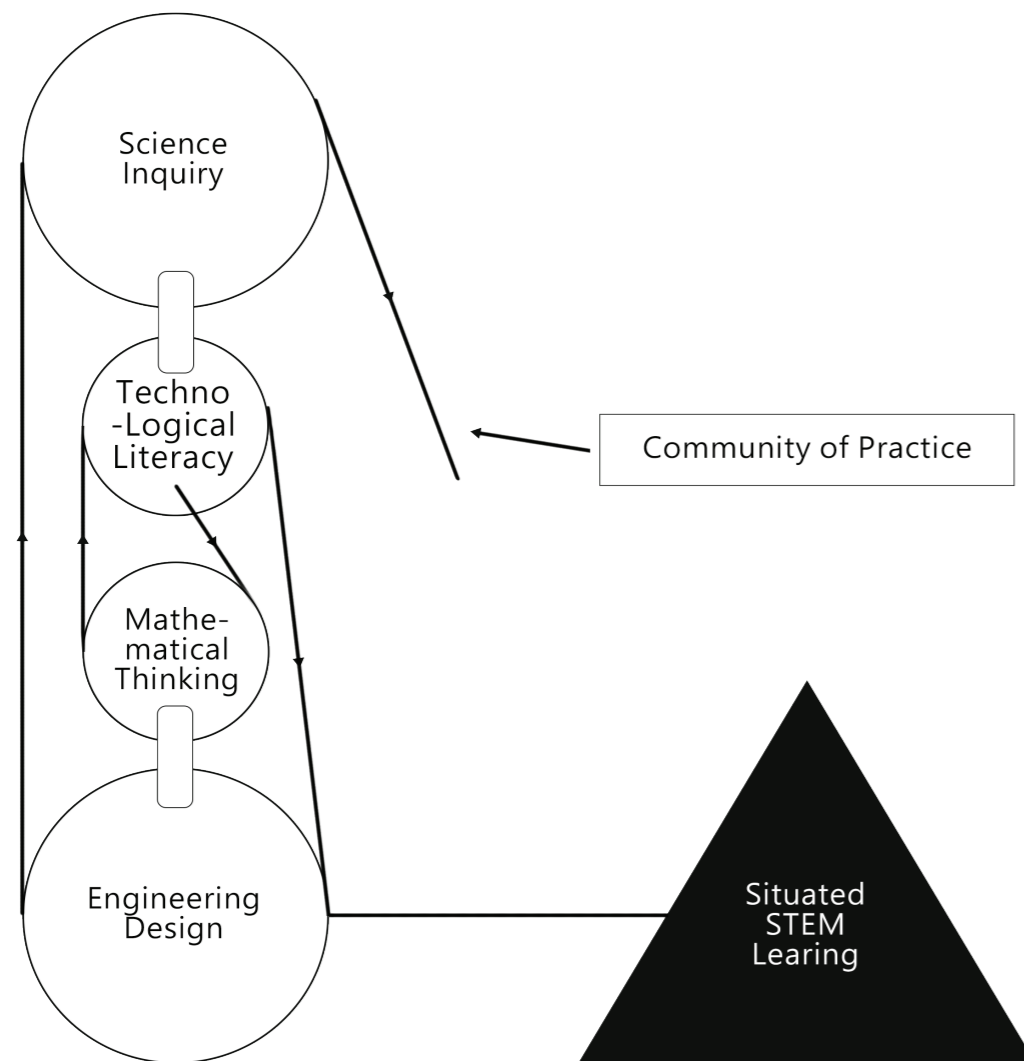 Science
Inquiry
Techno
-Logical
Literacy
Community of Practice
Mathe-
matical
Thinking
Engineering
Design
Situated
STEM
Learing